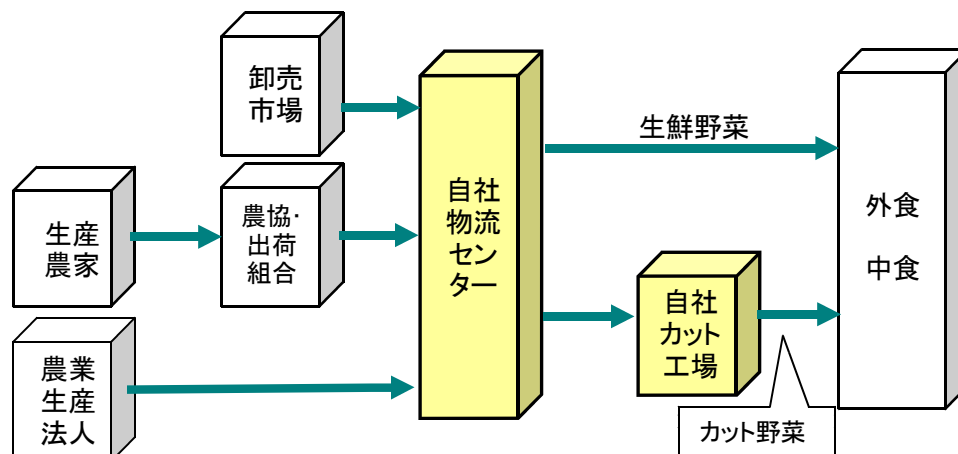 卸売
市場
生産
農家
農協・
出荷
組合
農業
生産
法人
自社
物流
セン
ター
生鮮野菜
自社
カット
工場
カット野菜
外食
中食